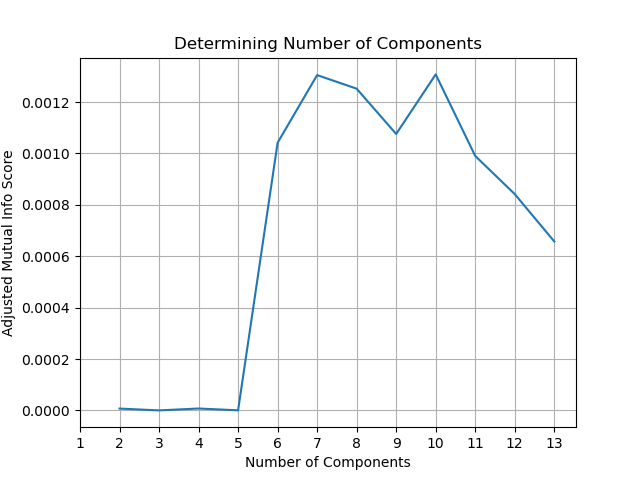 Determining Number of Components
Adjusted Mutual Info Score
0.0012
0.0010
0.0008
0.0006
0.0004
0.0002
0.0000
1 2 3 4 5 6 7 8 9 10 11 12 13
Number of Components